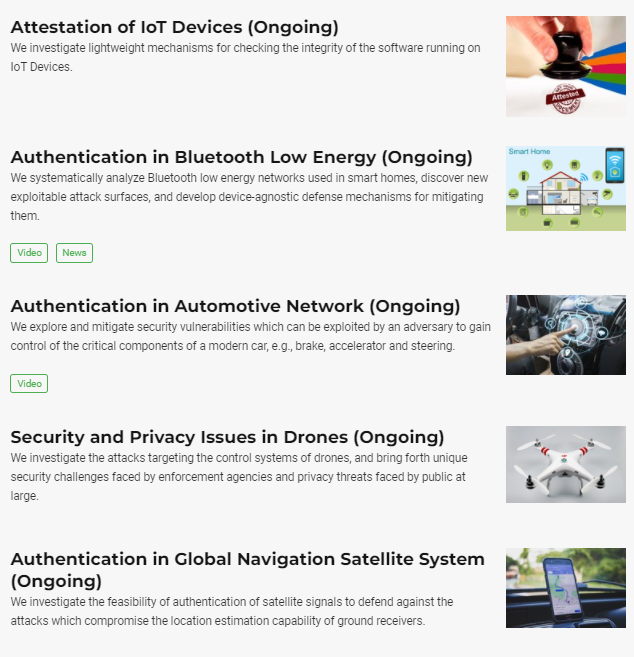 Attestation of IoT Devices (Ongoing)
We investigate lightweight mechanisms for checking the integrity of the software running on
IoT Devices.
Attested
Authentication in Bluetooth Low Energy (Ongoing)
We systematically analyze Bluetooth low energy networks used in smart homes, discover new
exploitable attack surfaces, and develop device-agnostic defense mechanisms for mitigating
them.
Smart Home
Video News
Authentication in Automotive Network (Ongoing)
We explore and mitigate security vulnerabilities which can be exploited by an adversary to gain
control of the critical components of a modern car, e.g., brake, accelerator and steering.
Video
Security and Privacy Issues in Drones (Ongoing)
We investigate the attacks targeting the control systems of drones, and bring forth unique
security challenges faced by enforcement agencies and privacy threats faced by public at
large.
Authentication in Global Navigation Satellite System
(Ongoing)
We investigate the feasibility of authentication of satellite signals to defend against the
attacks which compromise the location estimation capability of ground receivers.